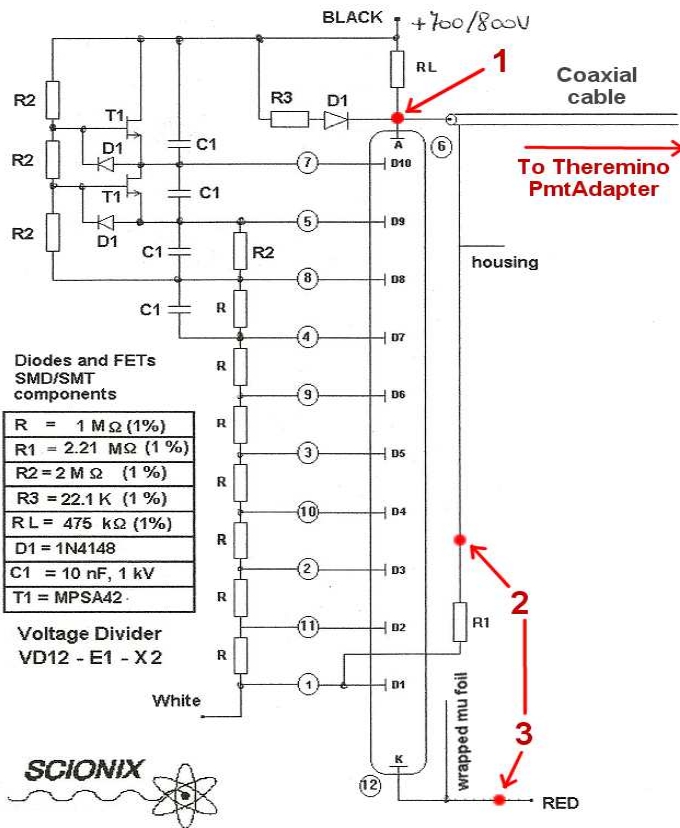 BLACK
+700/800V
RL
1
Coaxial
cable
R2
T1
R3
D1
A
6
To Theremino
PmtAdapter
C1
D1
7
D10
R2
T1
C1
D1
5
D9
R2
C1
R2
housing
8
D8
C1
R
4
D7
R
9
D6
R
3
D5
R
10
D4
R
2
D3
R
11
D2
R
1
D1
2
R1
Diodes and FETs
SMD/SMT
components
R = 1 MΩ (1%)
R1 = 2.21 MΩ (1 %)
R2 = 2 M Ω (1 %)
R3 = 22.1 K (1 %)
RL = 475 kΩ (1%)
D1 = 1N4148
C1 = 10 nF, 1 kV
T1 = MPSA42
Voltage Divider
VD12 - E1 - X2
White
wrapped mu foil
3
K
12
RED
SCIONIX